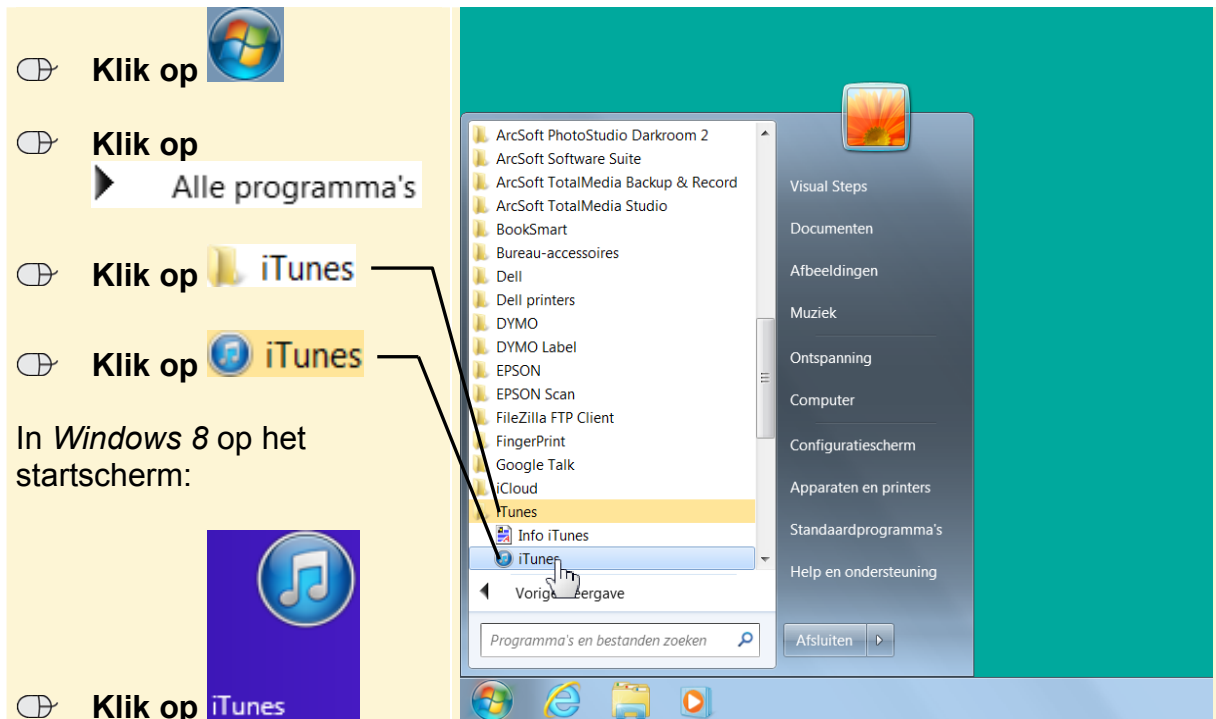 Klik op
Klik op
Alle programma's
Klik op iTunes
Klik op iTunes
In Windows 8 op het
startscherm:
iTunes
Klik op
ArcSoft PhotoStudio Darkroom 2
ArcSoft Software Suite
ArcSoft TotalMedia Backup & Record
ArcSoft TotalMedia Studio
BookSmart
Bureau-accessoires
Dell
Dell printers
DYMO
DYMO Label
EPSON
EPSON Scan
FileZilla FTP Client
FingerPrint
Google Talk
iCloud
iTunes
Info iTunes
iTunes
Vorige weergave
Programma's en bestanden zoeken
Visual Steps
Documenten
Afbeeldingen
Muziek
Ontspanning
Computer
Configuratiescherm
Apparaten en printers
Standaardprogramma's
Help en ondersteuning
Afsluiten